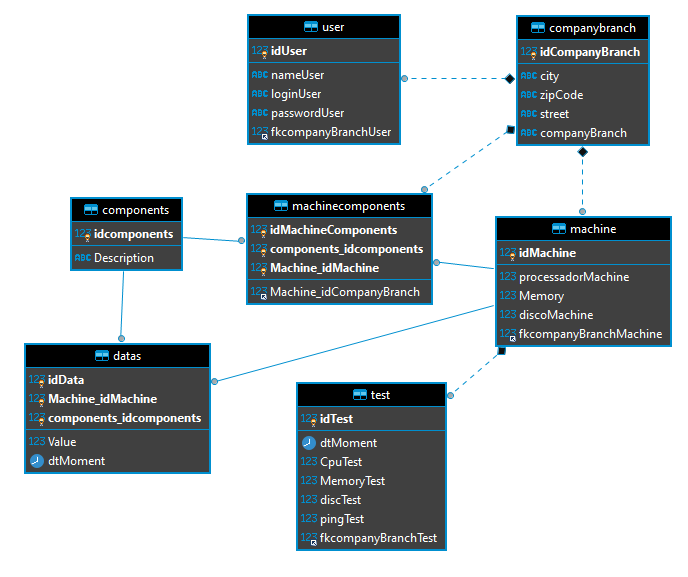 user
123 idUser
ABC nameUser
ABC loginUser
ABC passwordUser
123 fkcompanyBranchUser
companybranch
123 idCompanyBranch
ABC city
ABC zipCode
ABC street
ABC companyBranch
components
123 idcomponents
ABC Description
machinecomponents
123 idMachineComponents
123 components_idcomponents
123 Machine_idMachine
123 Machine_idCompanyBranch
machine
123 idMachine
123 processadorMachine
123 Memory
123 discoMachine
123 fkcompanyBranchMachine
datas
123 idData
123 Machine_idMachine
123 components_idcomponents
123 Value
dtMoment
test
123 idTest
dtMoment
123 CpuTest
123 MemoryTest
123 discTest
123 pingTest
123 fkcompanyBranchTest